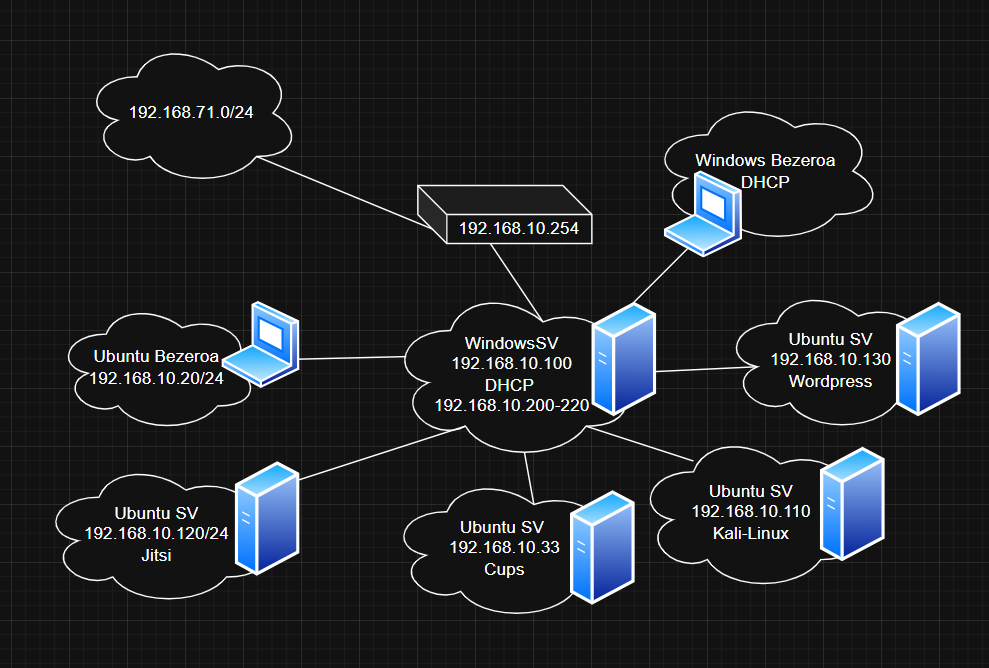 192.168.71.0/24
Windows Bezeroa
DHCP
192.168.10.254
WindowsSV
192.168.10.100
DHCP
192.168.10.200-220
Ubuntu Bezeroa
192.168.10.20/24
Ubuntu SV
192.168.10.130
Wordpress
Ubuntu SV
192.168.10.120/24
Jitsi
Ubuntu SV
192.168.10.33
Cups
Ubuntu SV
192.168.10.110
Kali-Linux